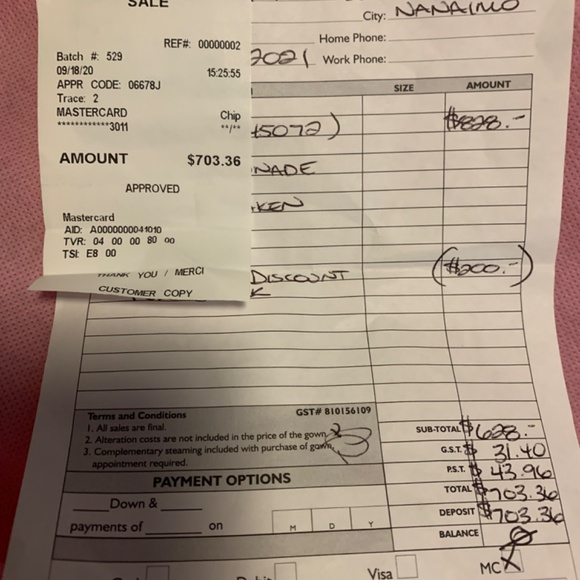 SALE
REF#: 00000002
Batch #: 529
09/18/20 15:25:55
APPR CODE: 06678J
Trace: 2
MASTERCARD Chip
************3011 **/**
AMOUNT $703.36
APPROVED
Mastercard
AID: A0000000041010
TVR: 04 00 00 80 00
TSI: E8 00
THANK YOU / MERCI
CUSTOMER COPY
City: NANAIMO
Home Phone:
2021 Work Phone:
SIZE AMOUNT
45072) $828.-
NADE
KEN
DISCOUNT ($200.-)
K
Terms and Conditions GST# 810156109
1. All sales are final.
2. Alteration costs are not included in the price of the gown.
3. Complementary steaming included with purchase of gown,
appointment required.
SUB-TOTAL $628.-
G.S.T. $31.40
P.S.T. $43.96
TOTAL $703.36
DEPOSIT $703.36
BALANCE
PAYMENT OPTIONS
Down &
payments of on M D Y
Visa MC X